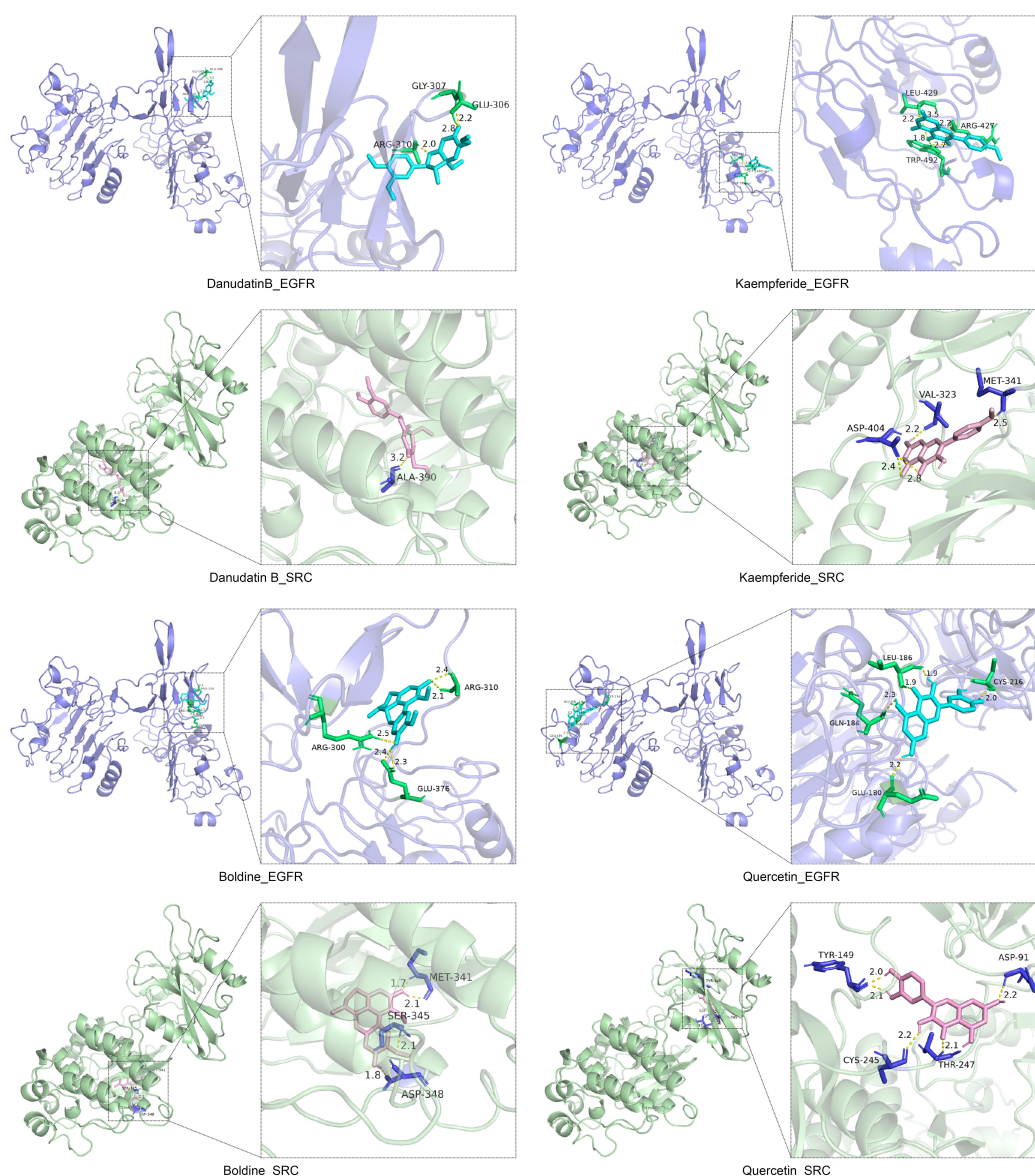 GLY-307
GLU-306
2.2
2.8
ARG-310
2.0
DanudatinB_EGFR
LEU-429
3.5
2.2
2.2
ARG-427
1.8
2.7
TRP-492
Kaempferide_EGFR
3.2
ALA-390
Danudatin B_SRC
MET-341
VAL-323
2.5
2.2
ASP-404
2.4
2.8
Kaempferide_SRC
2.4
ARG-310
2.1
2.5
ARG-300
2.4
2.3
GLU-376
Boldine_EGFR
LEU-186
1.9
1.9
CYS-216
2.3
2.0
GLN-184
2.2
GLU-180
Quercetin_EGFR
1.7
MET-341
2.1
SER-345
2.1
1.8
ASP-348
Boldine_SRC
TYR-149
2.0
ASP-91
2.1
2.2
2.2
2.1
CYS-245
THR-247
Quercetin_SRC